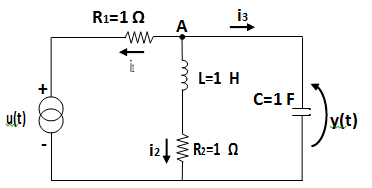 R₁=1 Ω
A
i₃
i₁
L=1 H
C=1 F
+
u(t)
-
y(t)
i₂
R₂=1 Ω